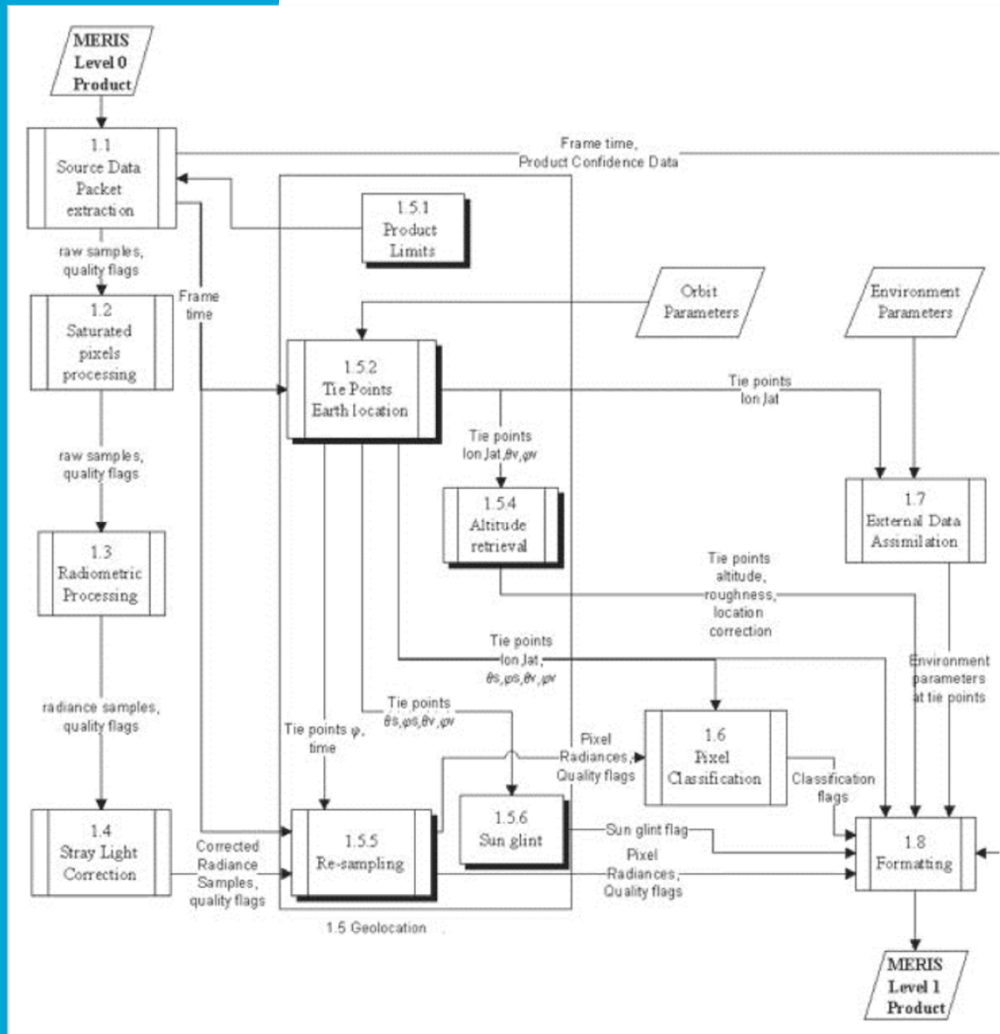 MERIS
Level 0
Product
1.1
Source Data
Packet
extraction
Frame time,
Product Confidence Data
1.5.1
Product
Limits
raw samples,
quality flags
Frame
time
Orbit
Parameters
Environment
Parameters
1.2
Saturated
pixels
processing
1.5.2
Tie Points
Earth location
Tie points
lon,lat
Tie points
lon,lat,θv,φv
raw samples,
quality flags
1.5.4
Altitude
retrieval
1.7
External Data
Assimilation
1.3
Radiometric
Processing
Tie points
altitude,
roughness,
location
correction
Tie points
lon,lat,
θs,φs,θv,φv
Environment
parameters
at tie points
radiance samples,
quality flags
Tie points
θs,φs,θv,φv
Tie points φ,
time
Pixel
Radiances,
Quality flags
1.6
Pixel
Classification
Classification
flags
1.4
Stray Light
Correction
Corrected
Radiance
Samples,
quality flags
1.5.5
Re-sampling
1.5.6
Sun glint
Sun glint flag
Pixel
Radiances,
Quality flags
1.8
Formatting
1.5 Geolocation
MERIS
Level 1
Product